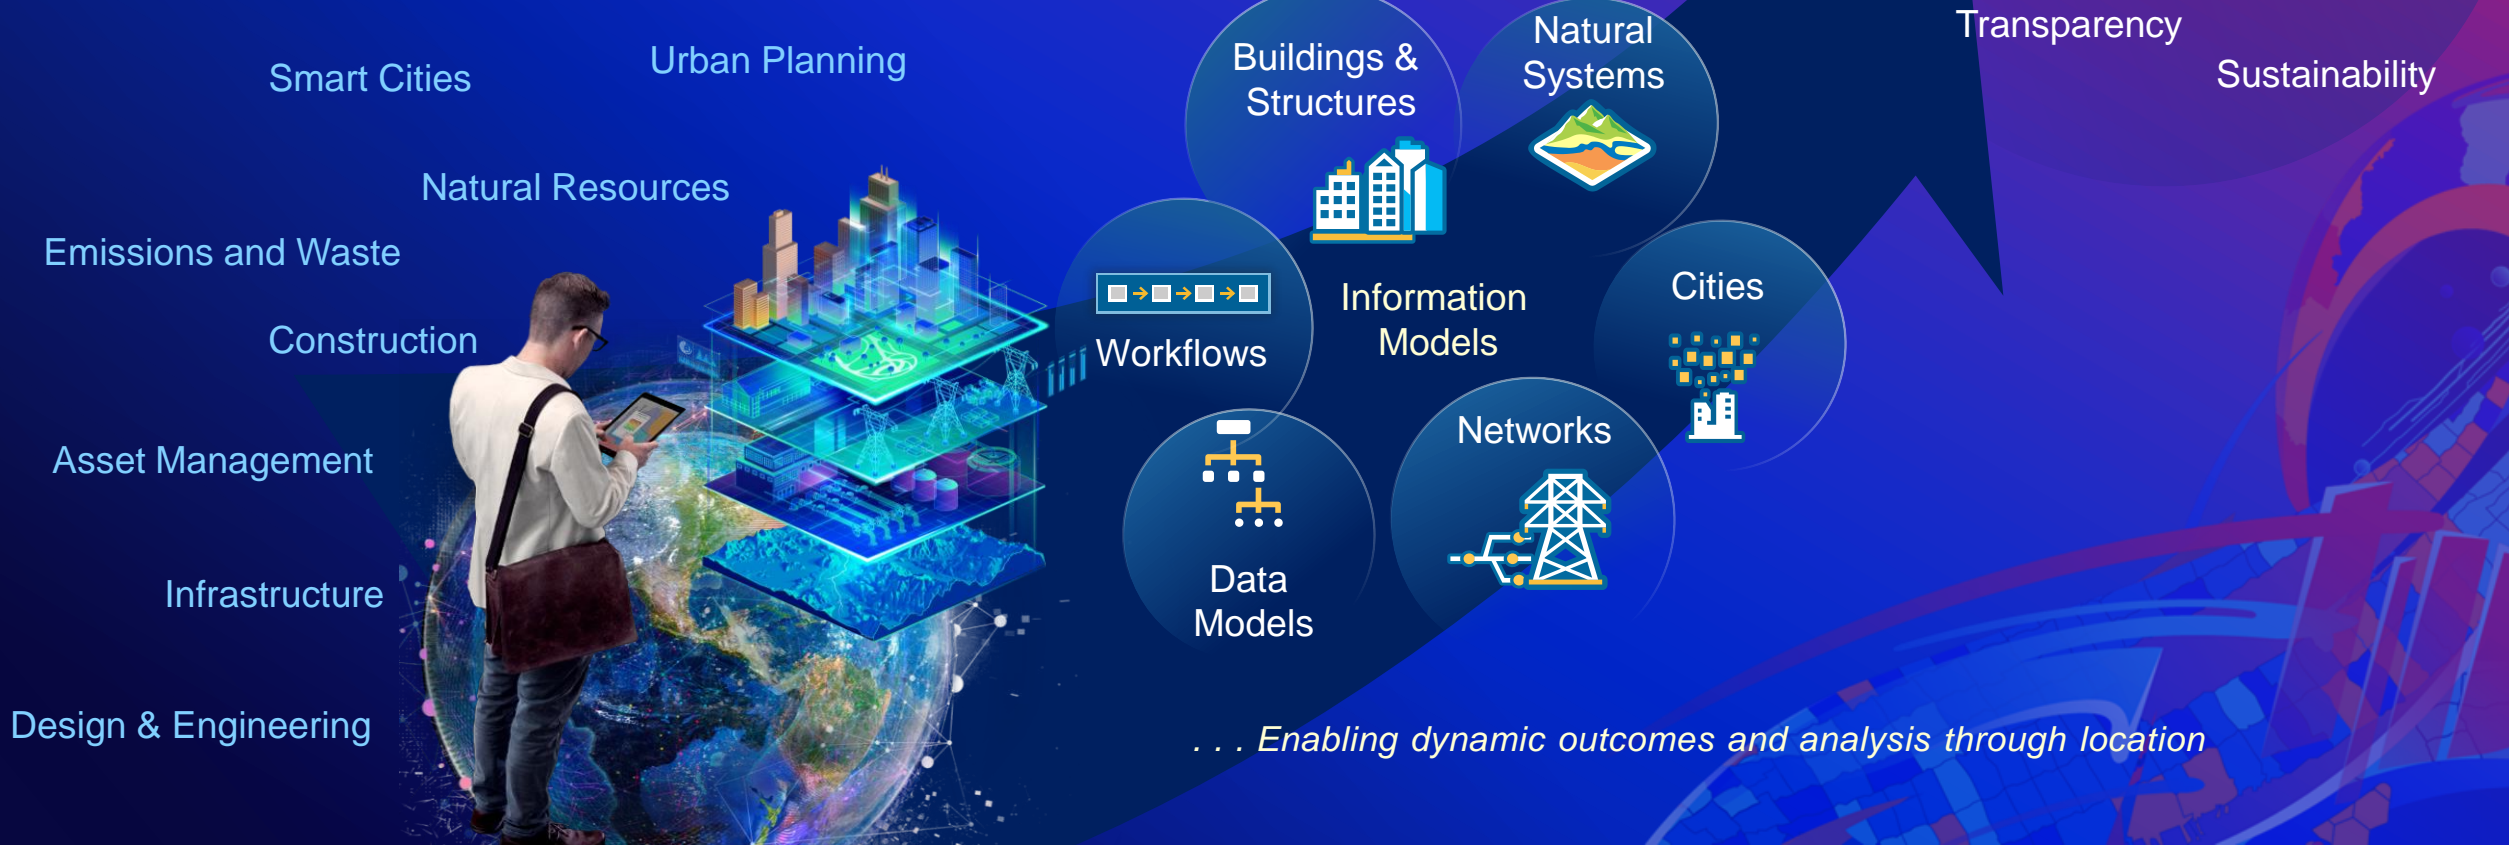 Urban Planning
Smart Cities
Natural Resources
Emissions and Waste
Construction
Asset Management
Infrastructure
Design & Engineering
Buildings &
Structures
Natural
Systems
Workflows
Information
Models
Cities
Data
Models
Networks
Transparency
Sustainability
. . . Enabling dynamic outcomes and analysis through location